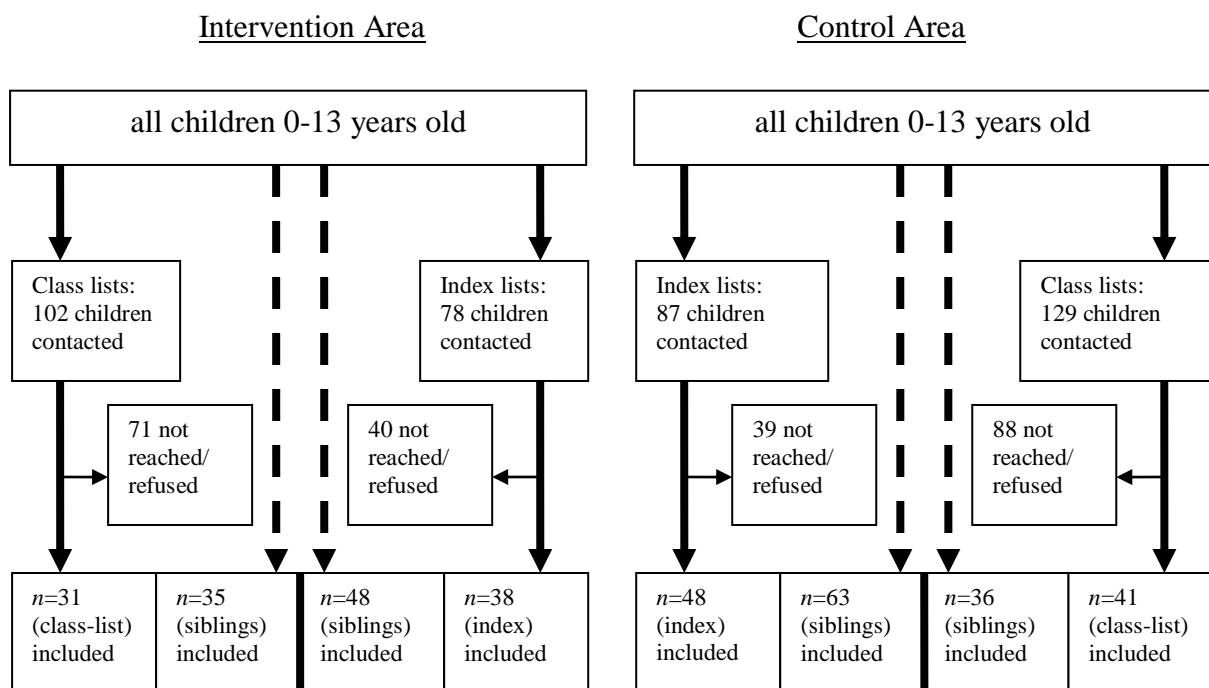 Intervention Area
all children 0-13 years old
Class lists:
102 children
contacted
Index lists:
78 children
contacted
71 not
reached/
refused
40 not
reached/
refused
n=31
(class-list)
included
n=35
(siblings)
included
n=48
(siblings)
included
n=38
(index)
included
Control Area
all children 0-13 years old
Index lists:
87 children
contacted
Class lists:
129 children
contacted
39 not
reached/
refused
88 not
reached/
refused
n=48
(index)
included
n=63
(siblings)
included
n=36
(siblings)
included
n=41
(class-list)
included